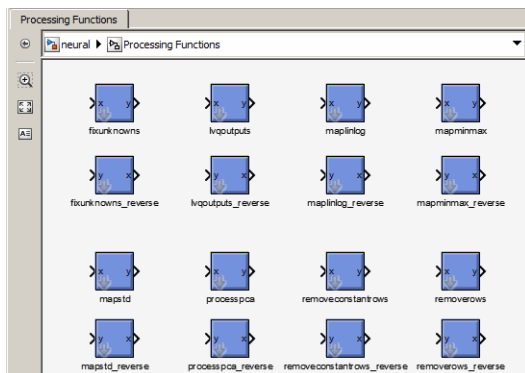 Processing Functions
neural Processing Functions
x y x y x y x y
fixunknowns lvqoutputs maplinlog mapminmax
y x y x y x y x
fixunknowns_reverse lvqoutputs_reverse maplinlog_reverse mapminmax_reverse
x y x y x y x y
mapstd processpca removeconstantrows removerows
y x y x y x y x
mapstd_reverse processpca_reverse removeconstantrows_reverse removerows_reverse